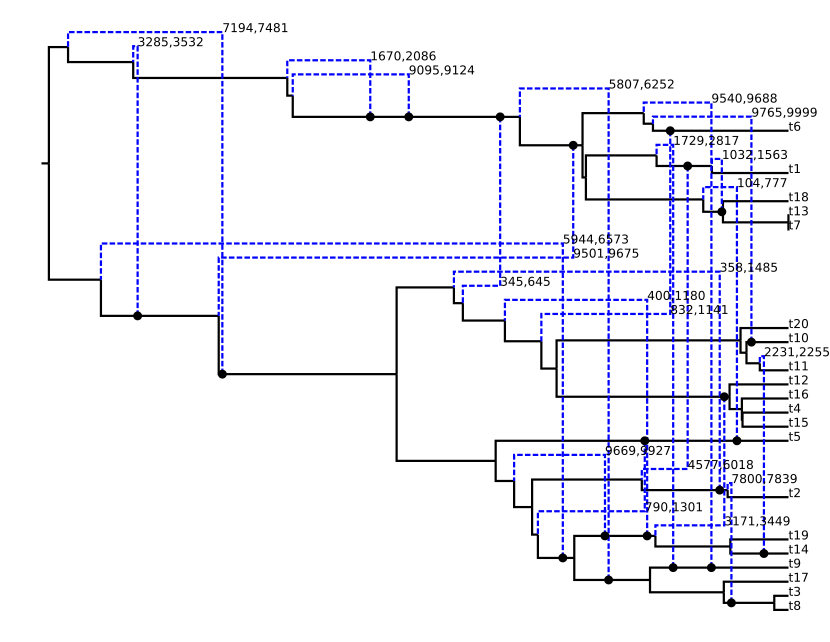 7194,7481
3285,3532
1670,2086
9095,9124
5807,6252
9540,9688
9765,9999
t6
1729,2817
1032,1563
t1
104,777
t18
t13
t7
5944,6573
9501,9675
358,1485
345,645
400,1180
832,1141
t20
t10
2231,2255
t11
t12
t16
t4
t15
t5
9669,9927
4577,6018
7800,7839
t2
790,1301
3171,3449
t19
t14
t9
t17
t3
t8